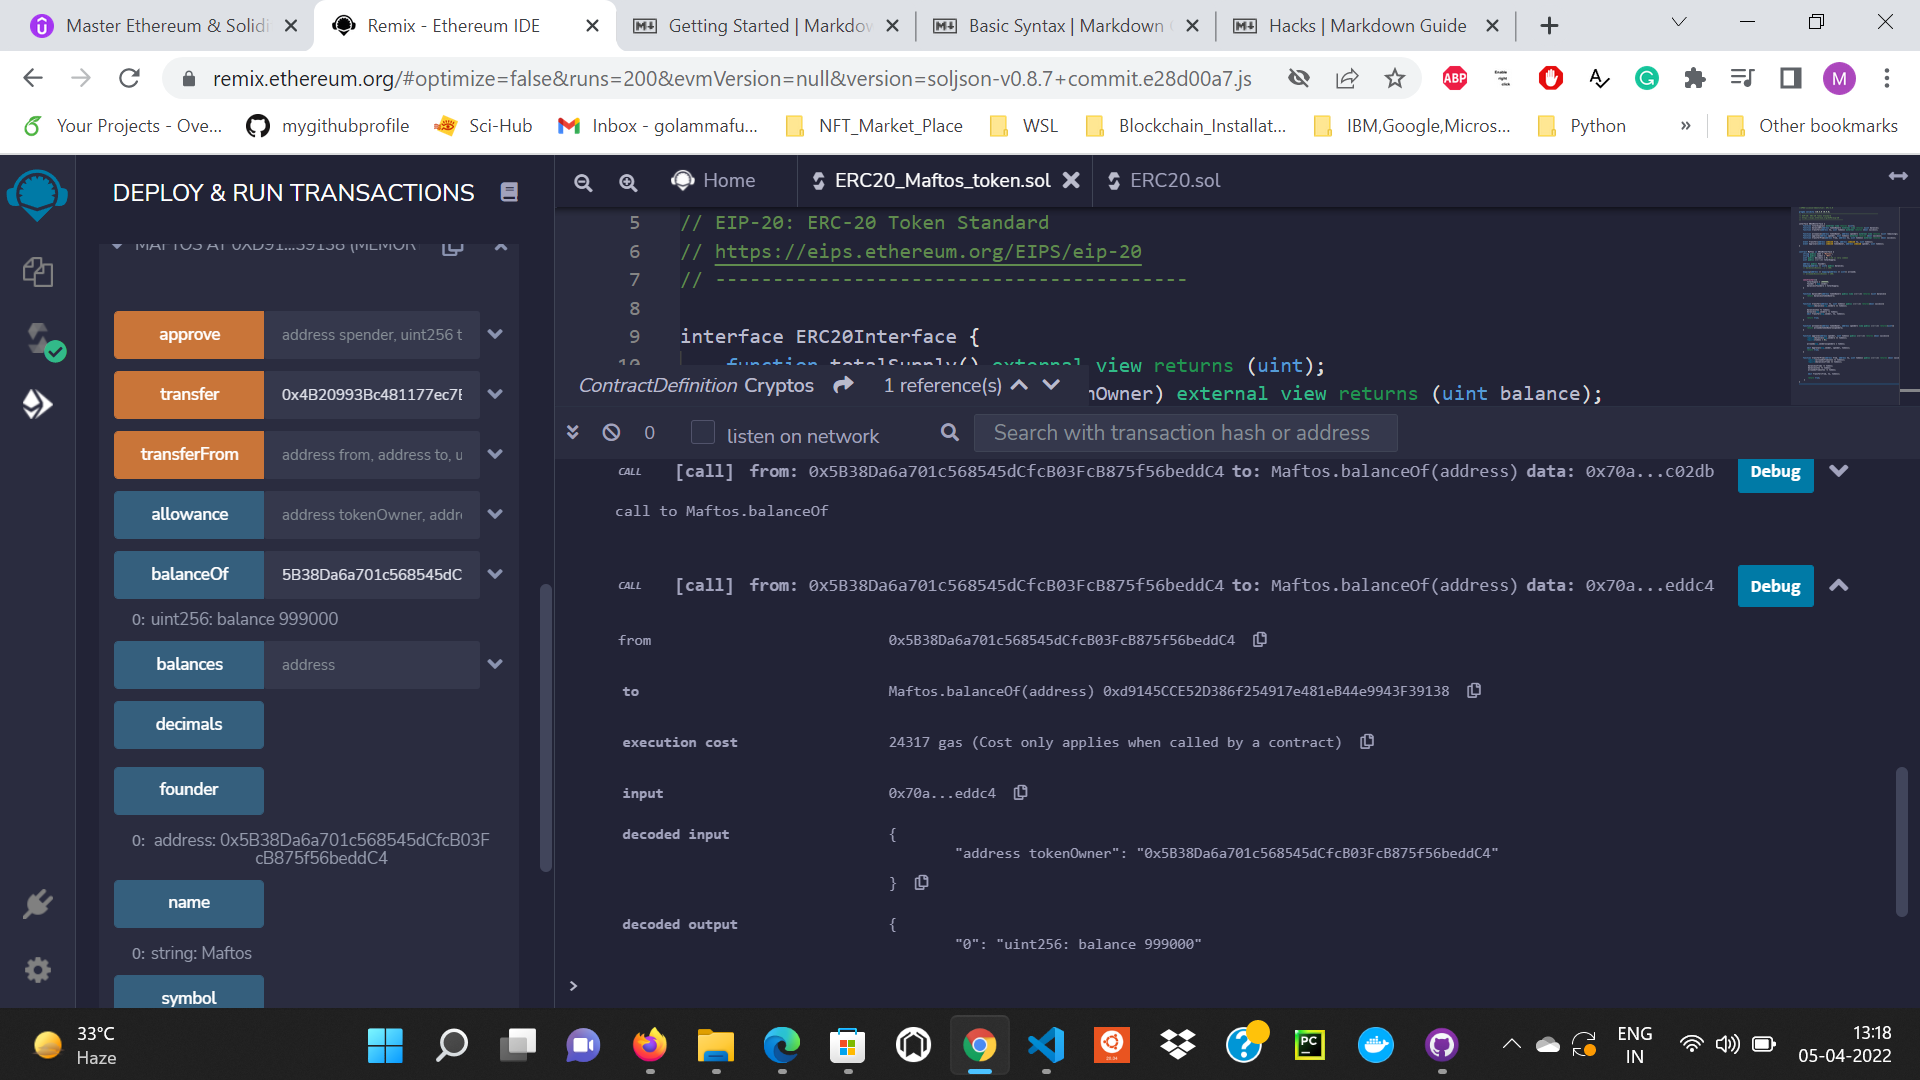 Master Ethereum & Solidi
Remix - Ethereum IDE
Getting Started | Markdow
Basic Syntax | Markdown
Hacks | Markdown Guide
remix.ethereum.org/#optimize=false&runs=200&evmVersion=null&version=soljson-v0.8.7+commit.e28d00a7.js
ABP
M
Your Projects - Ove...
mygithubprofile
Sci-Hub
Inbox - golammafu...
NFT_Market_Place
WSL
Blockchain_Installat...
IBM,Google,Micros...
Python
»
Other bookmarks
DEPLOY & RUN TRANSACTIONS
MAFTOS AT 0XD91...39138 (MEMOR
approve
address spender, uint256 t
transfer
0x4B20993Bc481177ec7E
transferFrom
address from, address to, u
allowance
address tokenOwner, addre
balanceOf
5B38Da6a701c568545dC
0: uint256: balance 999000
balances
address
decimals
founder
0: address: 0x5B38Da6a701c568545dCfcB03F
cB875f56beddC4
name
0: string: Maftos
symbol
Home
ERC20_Maftos_token.sol
ERC20.sol
5 // EIP-20: ERC-20 Token Standard
6 // https://eips.ethereum.org/EIPS/eip-20
7 // -----------------------------------------
8
9 interface ERC20Interface {
10 function totalSupply() external view returns (uint);
ContractDefinition Cryptos 1 reference(s)
nOwner) external view returns (uint balance);
0
listen on network
Search with transaction hash or address
CALL [call] from: 0x5B38Da6a701c568545dCfcB03FcB875f56beddC4 to: Maftos.balanceOf(address) data: 0x70a...c02db
Debug
call to Maftos.balanceOf
CALL [call] from: 0x5B38Da6a701c568545dCfcB03FcB875f56beddC4 to: Maftos.balanceOf(address) data: 0x70a...eddc4
Debug
from 0x5B38Da6a701c568545dCfcB03FcB875f56beddC4
to Maftos.balanceOf(address) 0xd9145CCE52D386f254917e481eB44e9943F39138
execution cost 24317 gas (Cost only applies when called by a contract)
input 0x70a...eddc4
decoded input {
"address tokenOwner": "0x5B38Da6a701c568545dCfcB03FcB875f56beddC4"
}
decoded output {
"0": "uint256: balance 999000"
>
33°C
Haze
PC
ENG
IN
13:18
05-04-2022